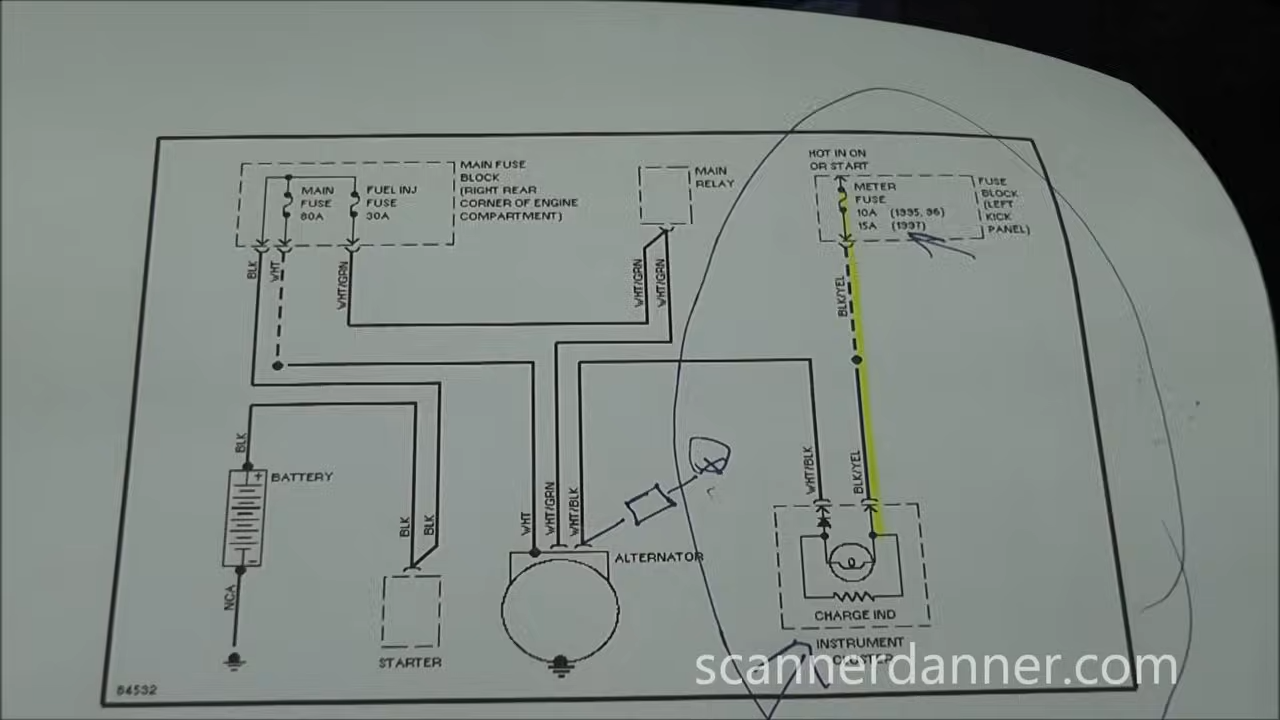 MAIN FUSE
BLOCK
(RIGHT REAR
CORNER OF ENGINE
COMPARTMENT)
MAIN
FUSE
80A
FUEL INJ
FUSE
30A
MAIN
RELAY
HOT IN ON
OR START
METER
FUSE
10A (1995, 96)
15A (1997)
FUSE
BLOCK
(LEFT
KICK
PANEL)
BLK
WHT
WHT/GRN
WHT/GRN
WHT/GRN
BLK/YEL
BLK
BATTERY
+
-
BLK
BLK
WHT
WHT/GRN
WHT/BLK
WHT/BLK
BLK/YEL
ALTERNATOR
NCA
STARTER
CHARGE IND
INSTRUMENT
CLUSTER
84532
scannerdanner.com